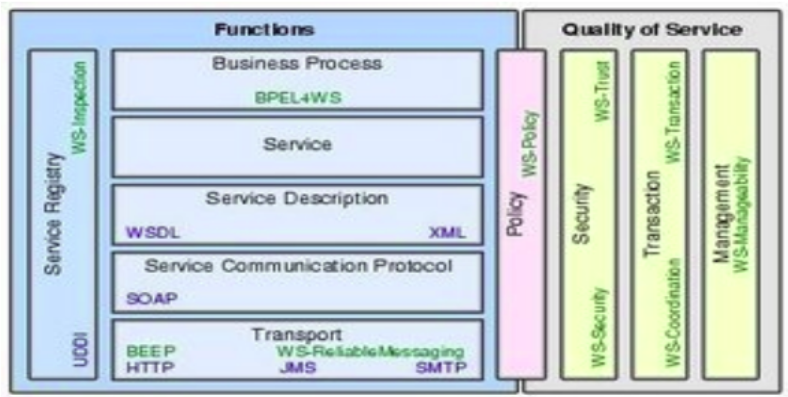 Functions
Quality of Service
Service Registry
WS-Inspection
UDDI
Business Process
BPEL4WS
Service
Service Description
WSDL XML
Service Communication Protocol
SOAP
Transport
BEEP WS-ReliableMessaging
HTTP JMS SMTP
Policy
WS-Policy
Security
WS-Trust
WS-Security
Transaction
WS-Transaction
WS-Coordination
Management
WS-Manageability